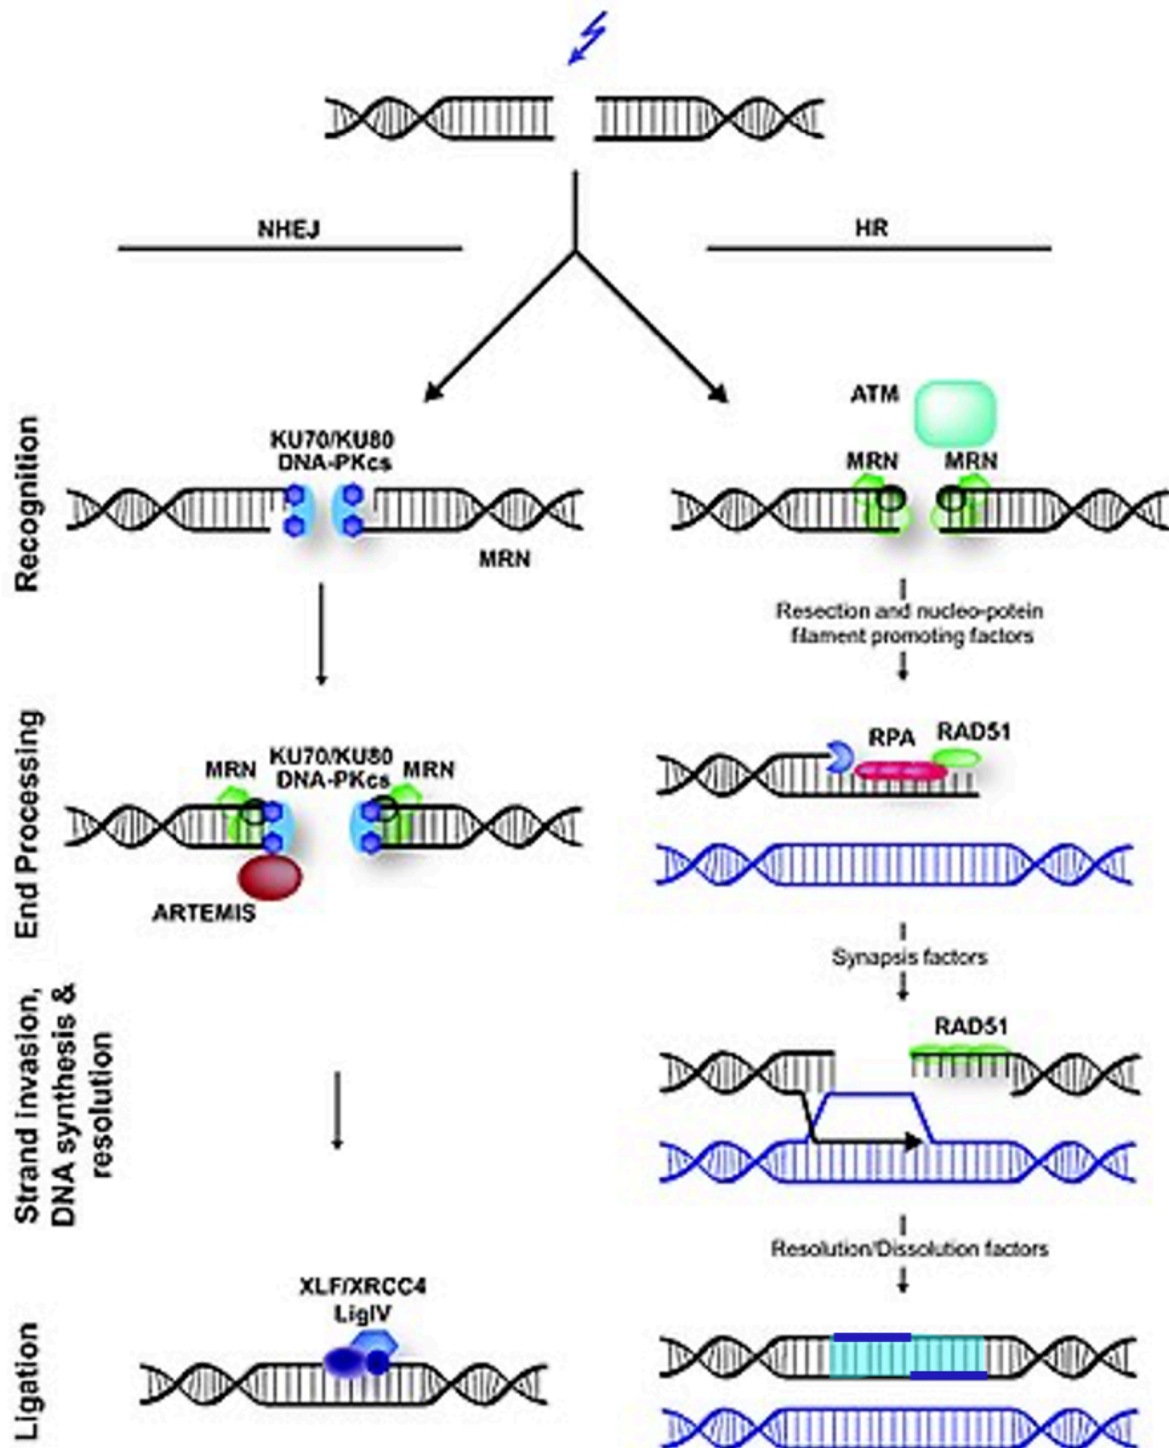 NHEJ
HR
Recognition
KU70/KU80
DNA-PKcs
MRN
ATM
MRN
MRN
Resection and nucleo-potein
filament promoting factors
End Processing
MRN
KU70/KU80
DNA-PKcs
MRN
ARTEMIS
RPA
RAD51
Synapsis factors
Strand invasion,
DNA synthesis &
resolution
RAD51
Resolution/Dissolution factors
Ligation
XLF/XRCC4
LigIV